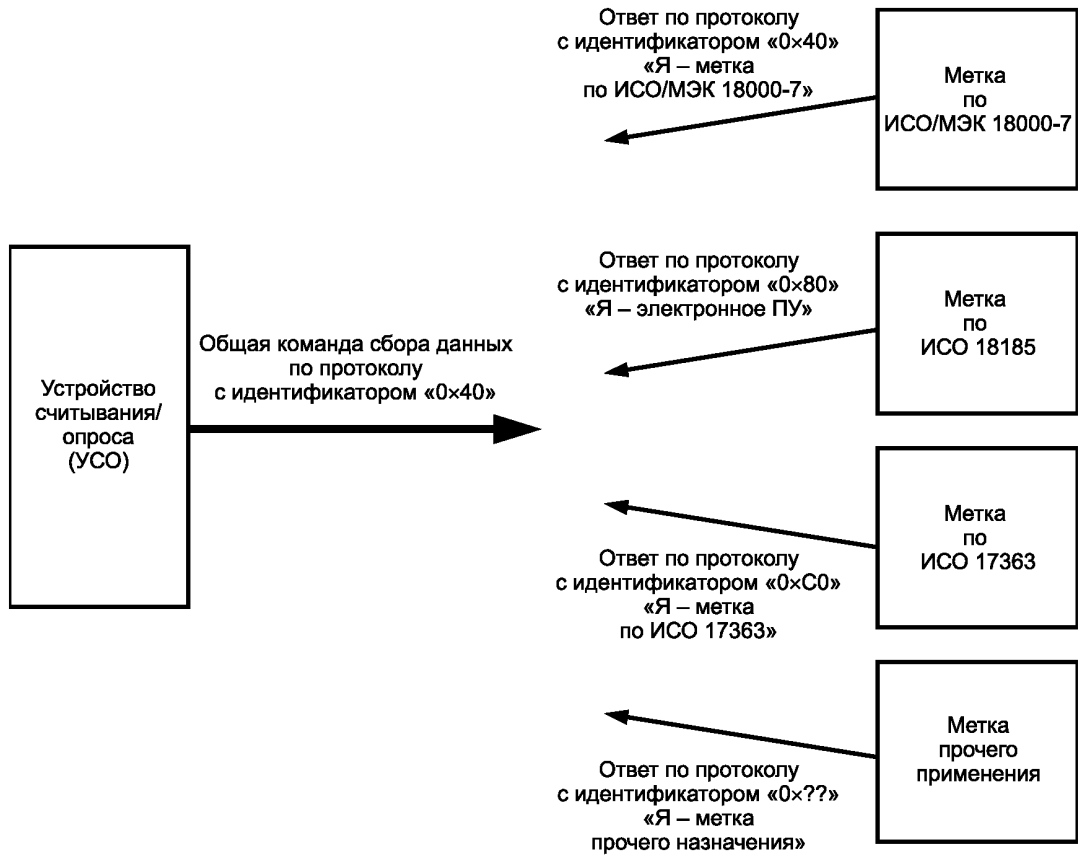 Устройство
считывания/
опроса
(УСО)
Общая команда сбора данных
по протоколу
с идентификатором «0×40»
Ответ по протоколу
с идентификатором «0×40»
«Я – метка
по ИСО/МЭК 18000-7»
Метка
по
ИСО/МЭК 18000-7
Ответ по протоколу
с идентификатором «0×80»
«Я – электронное ПУ»
Метка
по
ИСО 18185
Ответ по протоколу
с идентификатором «0×C0»
«Я – метка
по ИСО 17363»
Метка
по
ИСО 17363
Ответ по протоколу
с идентификатором «0×??»
«Я – метка
прочего назначения»
Метка
прочего
применения